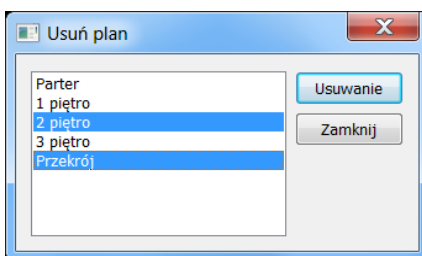 Usuń plan
Parter
1 piętro
2 piętro
3 piętro
Przekrój
Usuwanie
Zamknij